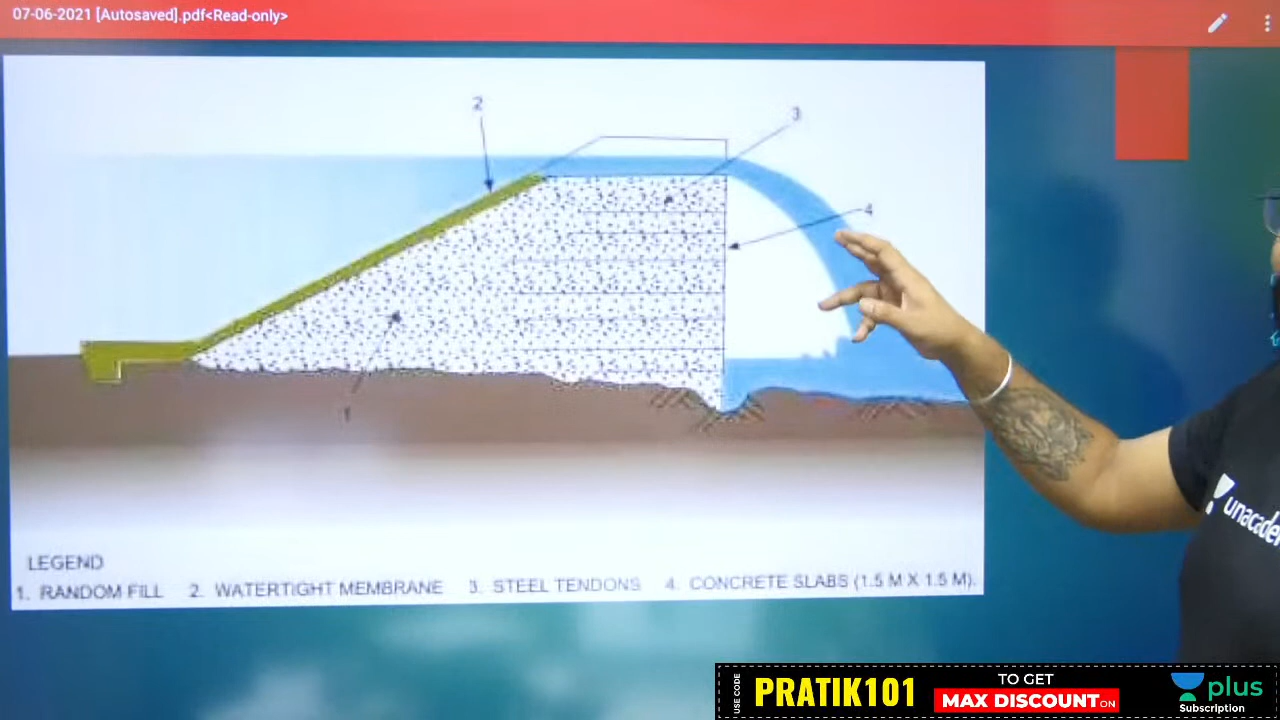 07-06-2021 [Autosaved].pdf<Read-only>
2
3
4
1
LEGEND
1. RANDOM FILL 2. WATERTIGHT MEMBRANE 3. STEEL TENDONS 4. CONCRETE SLABS (1.5 M X 1.5 M).
unacade
USE CODE
PRATIK101
TO GET
MAX DISCOUNT ON
plus
Subscription